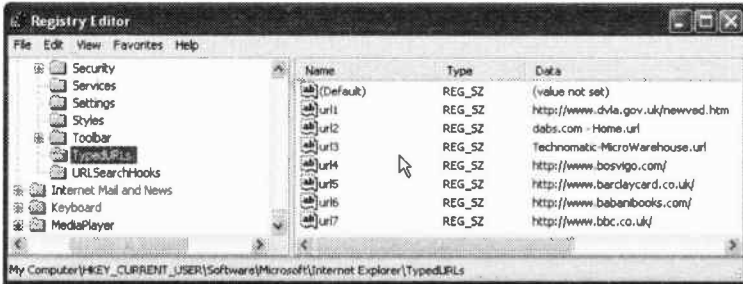 Registry Editor
File Edit View Favorites Help
Security
Services
Settings
Styles
Toolbar
TypedURLs
URLSearchHooks
Internet Mail and News
Keyboard
MediaPlayer
Name Type Data
(Default) REG_SZ (value not set)
url1 REG_SZ http://www.dvla.gov.uk/newved.htm
url2 REG_SZ dabs.com - Home.url
url3 REG_SZ Technomatic-MicroWarehouse.url
url4 REG_SZ http://www.bosvigo.com/
url5 REG_SZ http://www.barclaycard.co.uk/
url6 REG_SZ http://www.babanibooks.com/
url7 REG_SZ http://www.bbc.co.uk/
My Computer\HKEY_CURRENT_USER\Software\Microsoft\Internet Explorer\TypedURLs